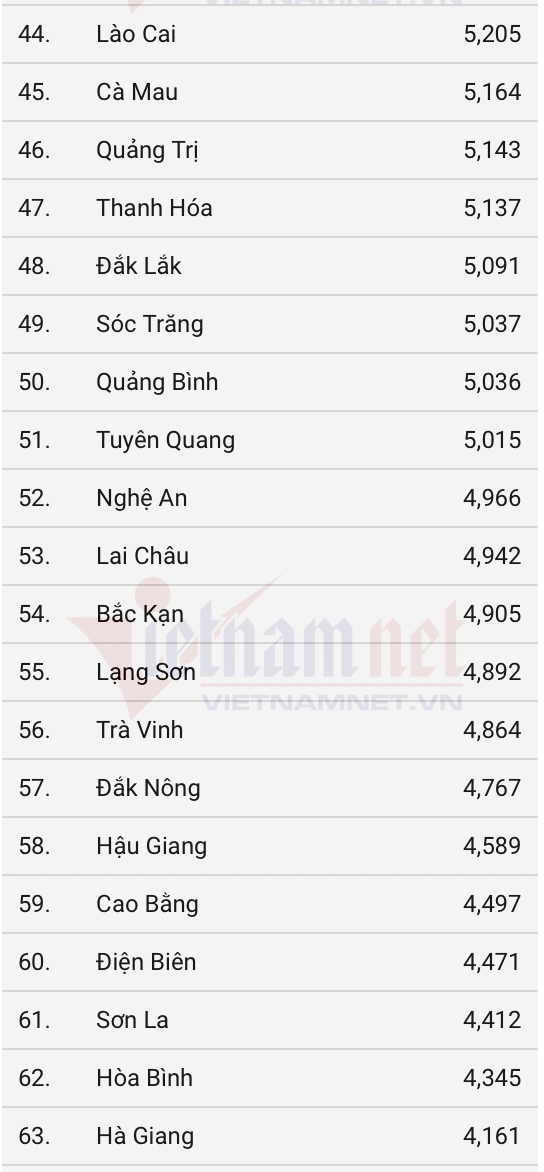 VIETNAMNET.VN
44. Lào Cai 5,205
45. Cà Mau 5,164
46. Quảng Trị 5,143
47. Thanh Hóa 5,137
48. Đắk Lắk 5,091
49. Sóc Trăng 5,037
50. Quảng Bình 5,036
51. Tuyên Quang 5,015
52. Nghệ An 4,966
53. Lai Châu 4,942
54. Bắc Kạn 4,905
vietnamnet
55. Lạng Sơn 4,892
VIETNAMNET.VN
56. Trà Vinh 4,864
57. Đắk Nông 4,767
58. Hậu Giang 4,589
59. Cao Bằng 4,497
60. Điện Biên 4,471
61. Sơn La 4,412
62. Hòa Bình 4,345
63. Hà Giang 4,161